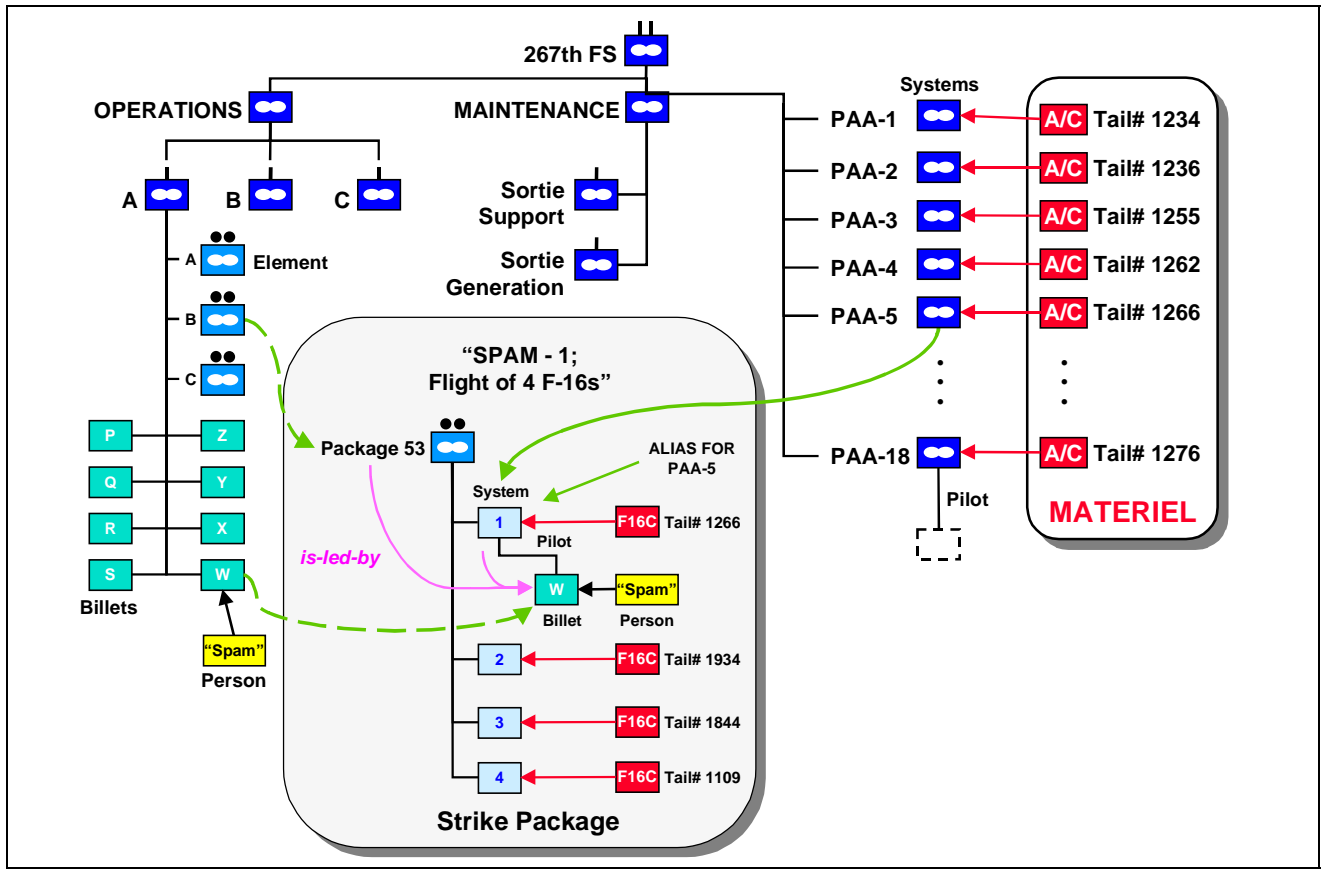 267th FS
OPERATIONS
MAINTENANCE
Systems
PAA-1
A/C Tail# 1234
PAA-2
A/C Tail# 1236
PAA-3
A/C Tail# 1255
PAA-4
A/C Tail# 1262
PAA-5
A/C Tail# 1266
PAA-18
A/C Tail# 1276
Pilot
MATERIEL
A
B
C
Sortie
Support
Sortie
Generation
A
Element
B
C
P
Z
Q
Y
R
X
S
W
Billets
“Spam”
Person
“SPAM - 1;
Flight of 4 F-16s”
Package 53
ALIAS FOR
PAA-5
System
1
F16C Tail# 1266
Pilot
is-led-by
W
“Spam”
Billet
Person
2
F16C Tail# 1934
3
F16C Tail# 1844
4
F16C Tail# 1109
Strike Package